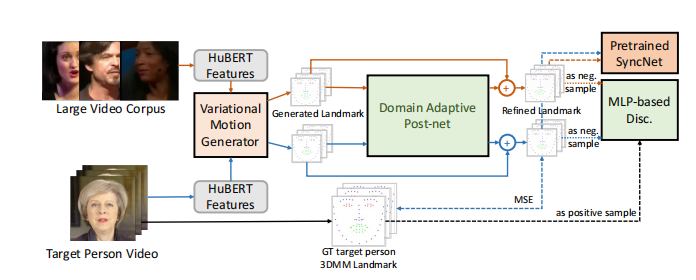 HuBERT
Features
Large Video Corpus
Variational
Motion
Generator
Generated Landmark
Domain Adaptive
Post-net
Refined Landmark
as neg.
sample
Pretrained
SyncNet
MLP-based
Disc.
as neg.
sample
HuBERT
Features
Target Person Video
MSE
as positive sample
GT target person
3DMM Landmark